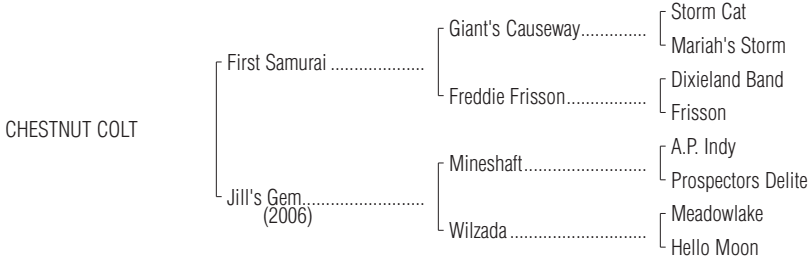 Storm Cat
Giant's Causeway..............
Mariah's Storm
First Samurai ....................
Dixieland Band
Freddie Frisson.................
Frisson
CHESTNUT COLT
A.P. Indy
Mineshaft..........................
Prospectors Delite
Jill's Gem..........................
(2006)
Meadowlake
Wilzada.............................
Hello Moon